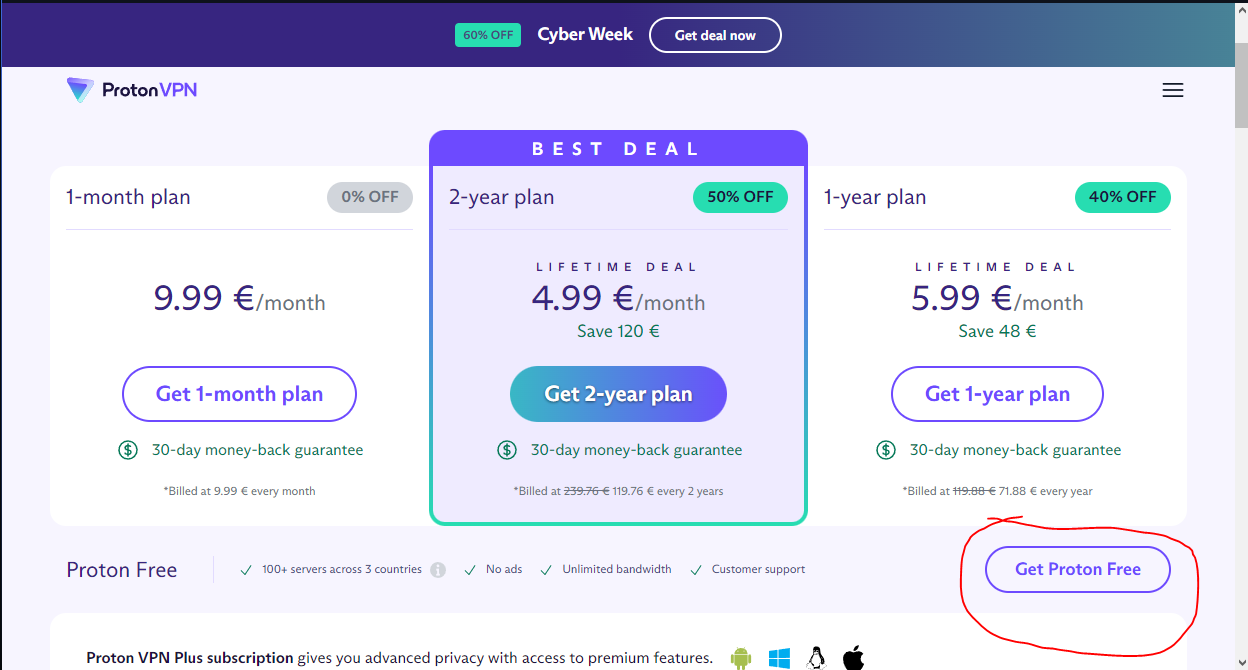 60% OFF Cyber Week Get deal now
ProtonVPN
BEST DEAL
1-month plan 0% OFF
9.99 €/month
Get 1-month plan
30-day money-back guarantee
*Billed at 9.99 € every month
2-year plan 50% OFF
LIFETIME DEAL
4.99 €/month
Save 120 €
Get 2-year plan
30-day money-back guarantee
*Billed at 239.76 € 119.76 € every 2 years
1-year plan 40% OFF
LIFETIME DEAL
5.99 €/month
Save 48 €
Get 1-year plan
30-day money-back guarantee
*Billed at 119.88 € 71.88 € every year
Proton Free 100+ servers across 3 countries No ads Unlimited bandwidth Customer support Get Proton Free
Proton VPN Plus subscription gives you advanced privacy with access to premium features.